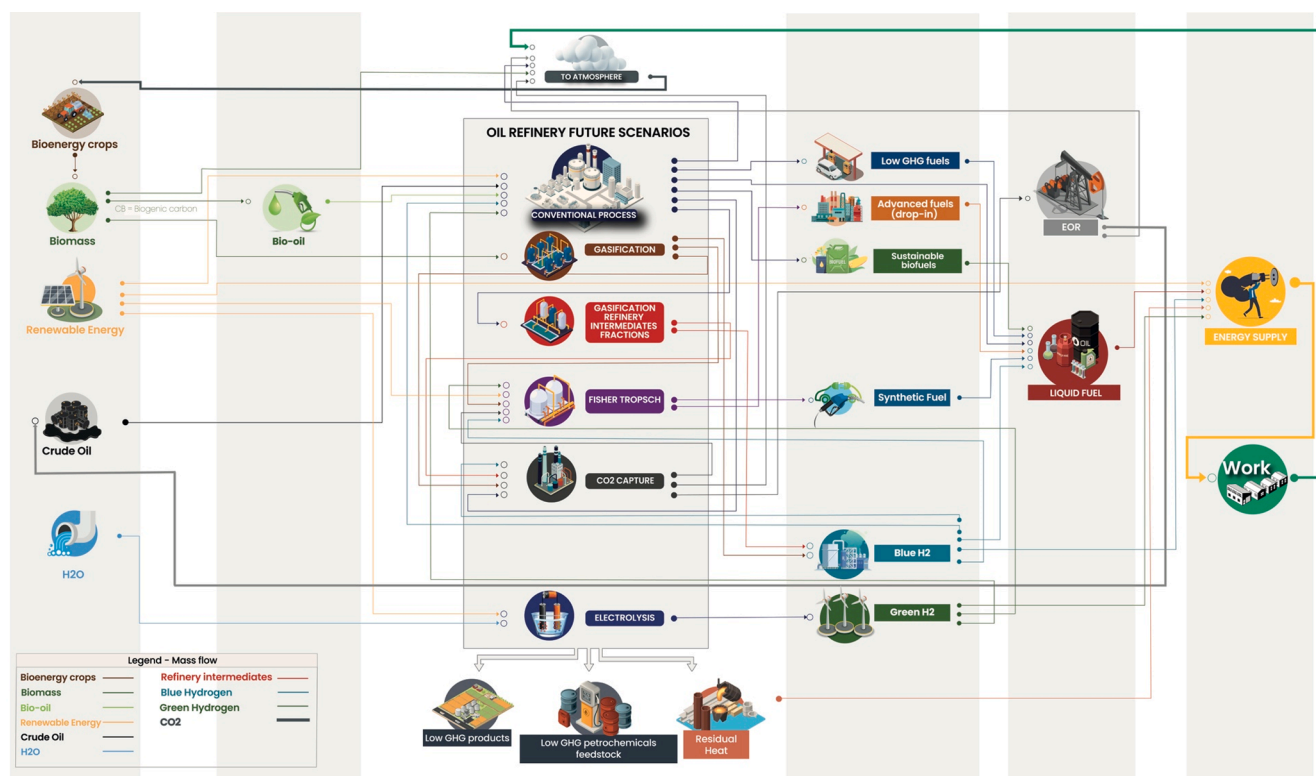 TO ATMOSPHERE
Bioenergy crops
OIL REFINERY FUTURE SCENARIOS
CONVENTIONAL PROCESS
Low GHG fuels
Biomass
CB = Biogenic carbon
Bio-oil
Advanced fuels
(drop-in)
EOR
GASIFICATION
Sustainable
biofuels
BIOFUEL
Renewable Energy
GASIFICATION
REFINERY
INTERMEDIATES
FRACTIONS
OIL
ENERGY SUPPLY
FISHER TROPSCH
Synthetic Fuel
LIQUID FUEL
Crude Oil
CO2 CAPTURE
Work
H2O
Blue H2
ELECTROLYSIS
Green H2
Legend - Mass flow
Bioenergy crops
Biomass
Bio-oil
Renewable Energy
Crude Oil
H2O
Refinery intermediates
Blue Hydrogen
Green Hydrogen
CO2
Low GHG products
Low GHG petrochemicals
feedstock
Residual
Heat